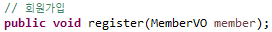 // 회원가입
public void register(MemberVO member);